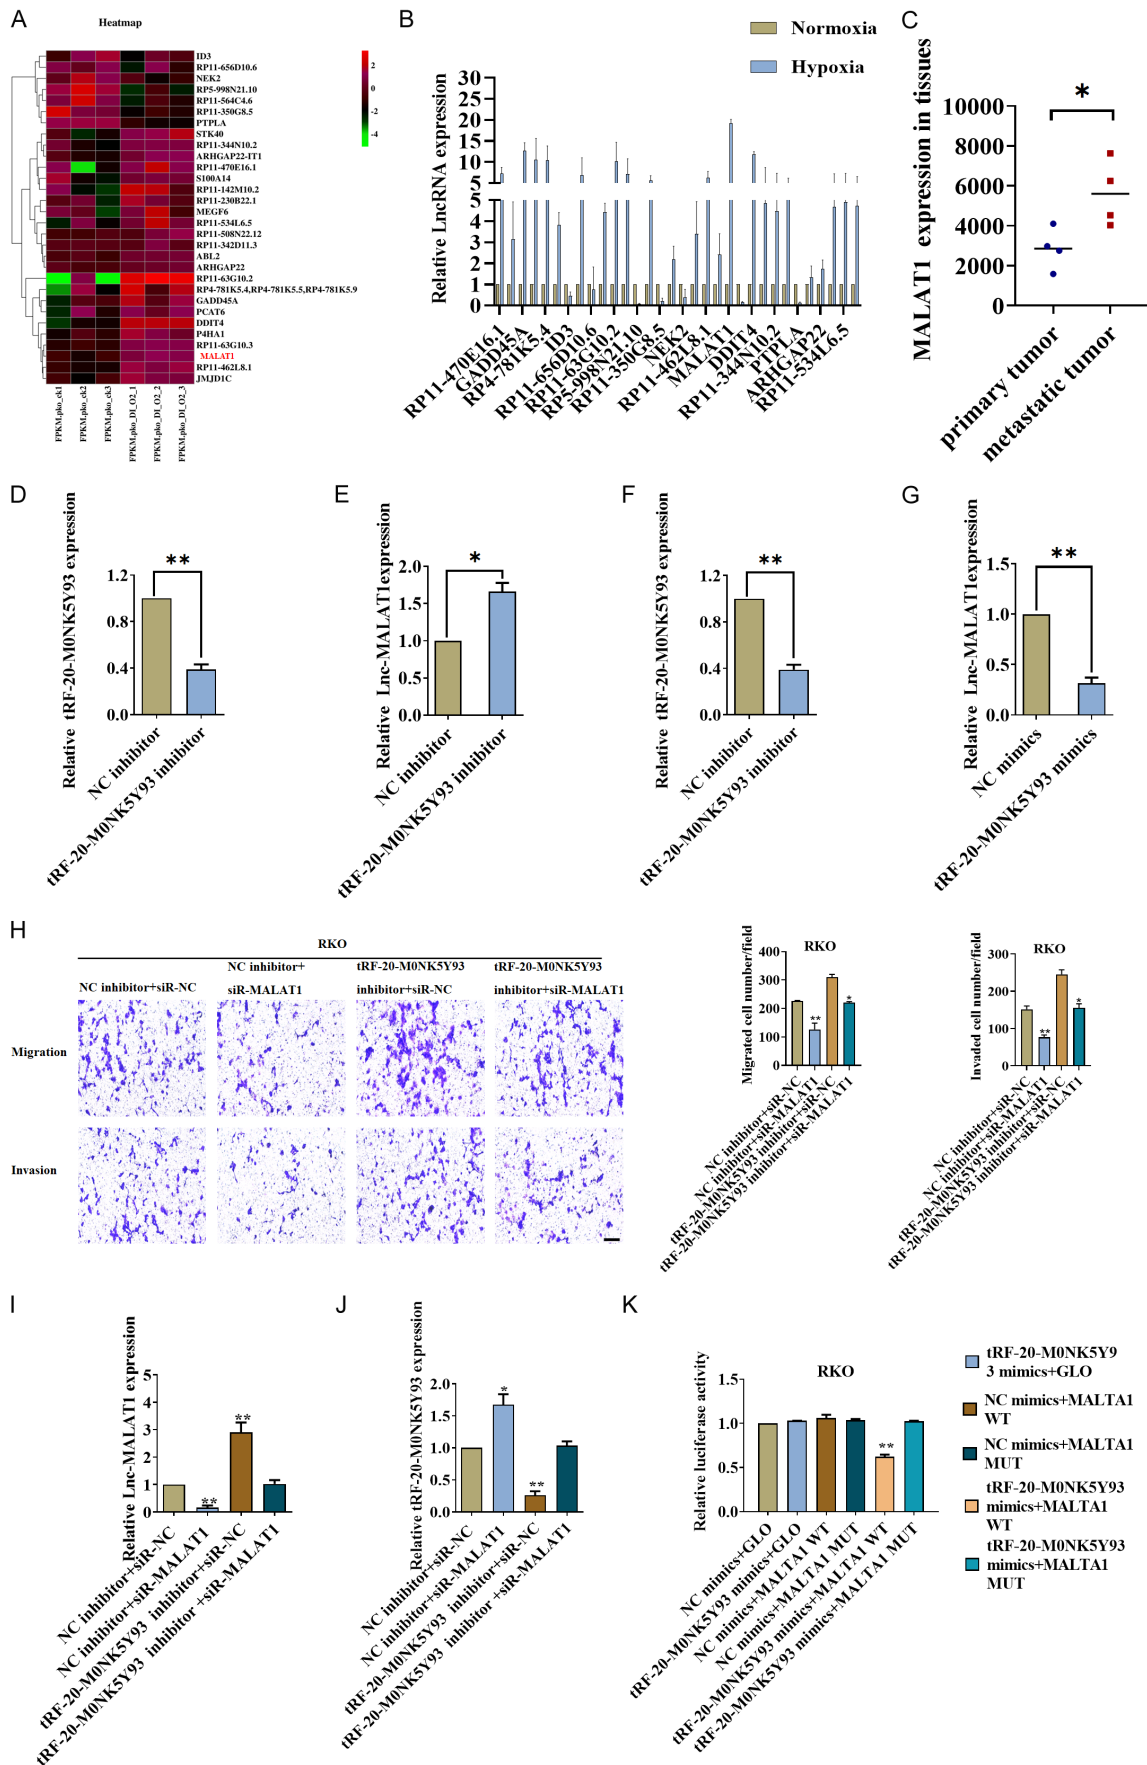 A
Heatmap
ID3
RP11-656D10.6
NEK2
RP5-998N21.10
RP11-564C4.6
RP11-350G8.5
PTPLA
STK40
RP11-344N10.2
ARHGAP22-IT1
RP11-470E16.1
S100A14
RP11-142M10.2
RP11-230B22.1
MEGF6
RP11-534L6.5
RP11-508N22.12
RP11-342D11.3
ABL2
ARHGAP22
RP11-63G10.2
RP4-781K5.4,RP4-781K5.5,RP4-781K5.9
GADD45A
PCAT6
DDIT4
P4HA1
RP11-63G10.3
MALAT1
RP11-462L8.1
JMJD1C
2
0
-2
-4
FPKM.pko_ck1
FPKM.pko_ck2
FPKM.pko_ck3
FPKM.pko_DI_O2_1
FPKM.pko_DI_O2_2
FPKM.pko_DI_O2_3
B
Normoxia
Hypoxia
Relative LncRNA expression
30
25
20
15
10
5
4
3
2
1
0
RP11-470E16.1
GADD45A
RP4-781K5.4
ID3
RP11-656D10.6
RP11-63G10.2
RP5-998N21.10
RP11-350G8.5
NEK2
RP11-462L8.1
MALAT1
DDIT4
RP11-344N10.2
PTPLA
ARHGAP22
RP11-534L6.5
C
MALAT1 expression in tissues
10000
8000
6000
4000
2000
0
*
primary tumor
metastatic tumor
D
Relative tRF-20-M0NK5Y93 expression
1.2
0.8
0.4
0.0
**
NC inhibitor
tRF-20-M0NK5Y93 inhibitor
E
Relative Lnc-MALAT1expression
2.0
1.5
1.0
0.5
0.0
*
NC inhibitor
tRF-20-M0NK5Y93 inhibitor
F
Relative tRF-20-M0NK5Y93 expression
1.2
0.8
0.4
0.0
**
NC inhibitor
tRF-20-M0NK5Y93 inhibitor
G
Relative Lnc-MALAT1expression
1.5
1.0
0.5
0.0
**
NC mimics
tRF-20-M0NK5Y93 mimics
H
RKO
NC inhibitor+siR-NC
NC inhibitor+
siR-MALAT1
tRF-20-M0NK5Y93
inhibitor+siR-NC
tRF-20-M0NK5Y93
inhibitor+siR-MALAT1
Migration
Invasion
RKO
Migrated cell number/field
400
300
200
100
0
**
*
NC inhibitor+siR-NC
NC inhibitor+siR-MALAT1
tRF-20-M0NK5Y93 inhibitor+siR-NC
tRF-20-M0NK5Y93 inhibitor+siR-MALAT1
RKO
Invaded cell number/field
300
200
100
0
**
*
NC inhibitor+siR-NC
NC inhibitor+siR-MALAT1
tRF-20-M0NK5Y93 inhibitor+siR-NC
tRF-20-M0NK5Y93 inhibitor+siR-MALAT1
I
Relative Lnc-MALAT1 expression
5
4
3
2
1
0
**
**
NC inhibitor+siR-NC
NC inhibitor+siR-MALAT1
tRF-20-M0NK5Y93 inhibitor+siR-NC
tRF-20-M0NK5Y93 inhibitor +siR-MALAT1
J
Relative tRF-20-M0NK5Y93 expression
2.0
1.5
1.0
0.5
0.0
*
**
NC inhibitor+siR-NC
NC inhibitor+siR-MALAT1
tRF-20-M0NK5Y93 inhibitor+siR-NC
tRF-20-M0NK5Y93 inhibitor +siR-MALAT1
K
RKO
Relative luciferase activity
1.5
1.0
0.5
0.0
**
NC mimics+GLO
tRF-20-M0NK5Y93 mimics+GLO
NC mimics+MALTA1 WT
NC mimics+MALTA1 MUT
tRF-20-M0NK5Y93 mimics+MALTA1 WT
tRF-20-M0NK5Y93 mimics+MALTA1 MUT
tRF-20-M0NK5Y9
3 mimics+GLO
NC mimics+MALTA1
WT
NC mimics+MALTA1
MUT
tRF-20-M0NK5Y93
mimics+MALTA1
WT
tRF-20-M0NK5Y93
mimics+MALTA1
MUT